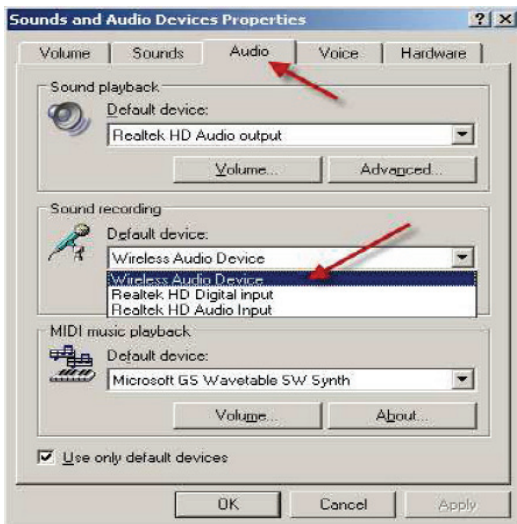 Sounds and Audio Devices Properties
Volume Sounds Audio Voice Hardware
Sound playback
Default device:
Realtek HD Audio output
Volume... Advanced...
Sound recording
Default device:
Wireless Audio Device
Wireless Audio Device
Realtek HD Digital input
Realtek HD Audio Input
MIDI music playback
Default device:
Microsoft GS Wavetable SW Synth
Volume... About...
Use only default devices
OK Cancel Apply